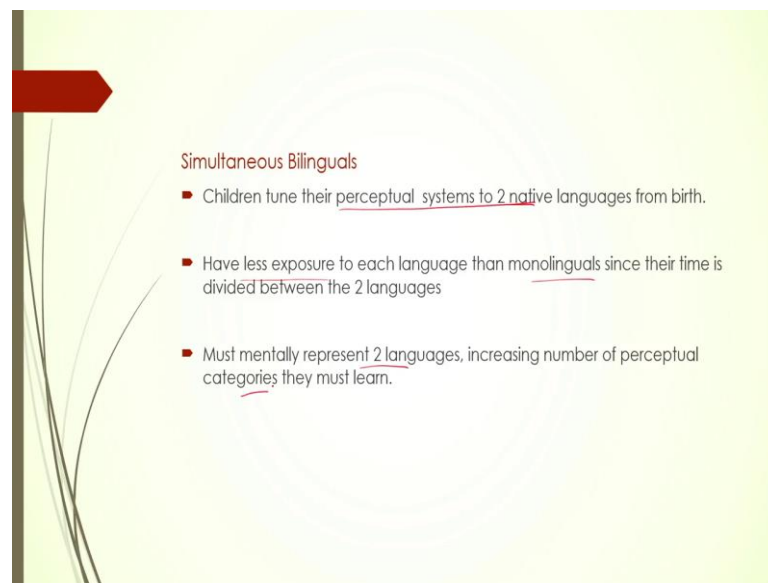 Simultaneous Bilinguals
Children tune their perceptual systems to 2 native languages from birth.
Have less exposure to each language than monolinguals since their time is
divided between the 2 languages
Must mentally represent 2 languages, increasing number of perceptual
categories they must learn.